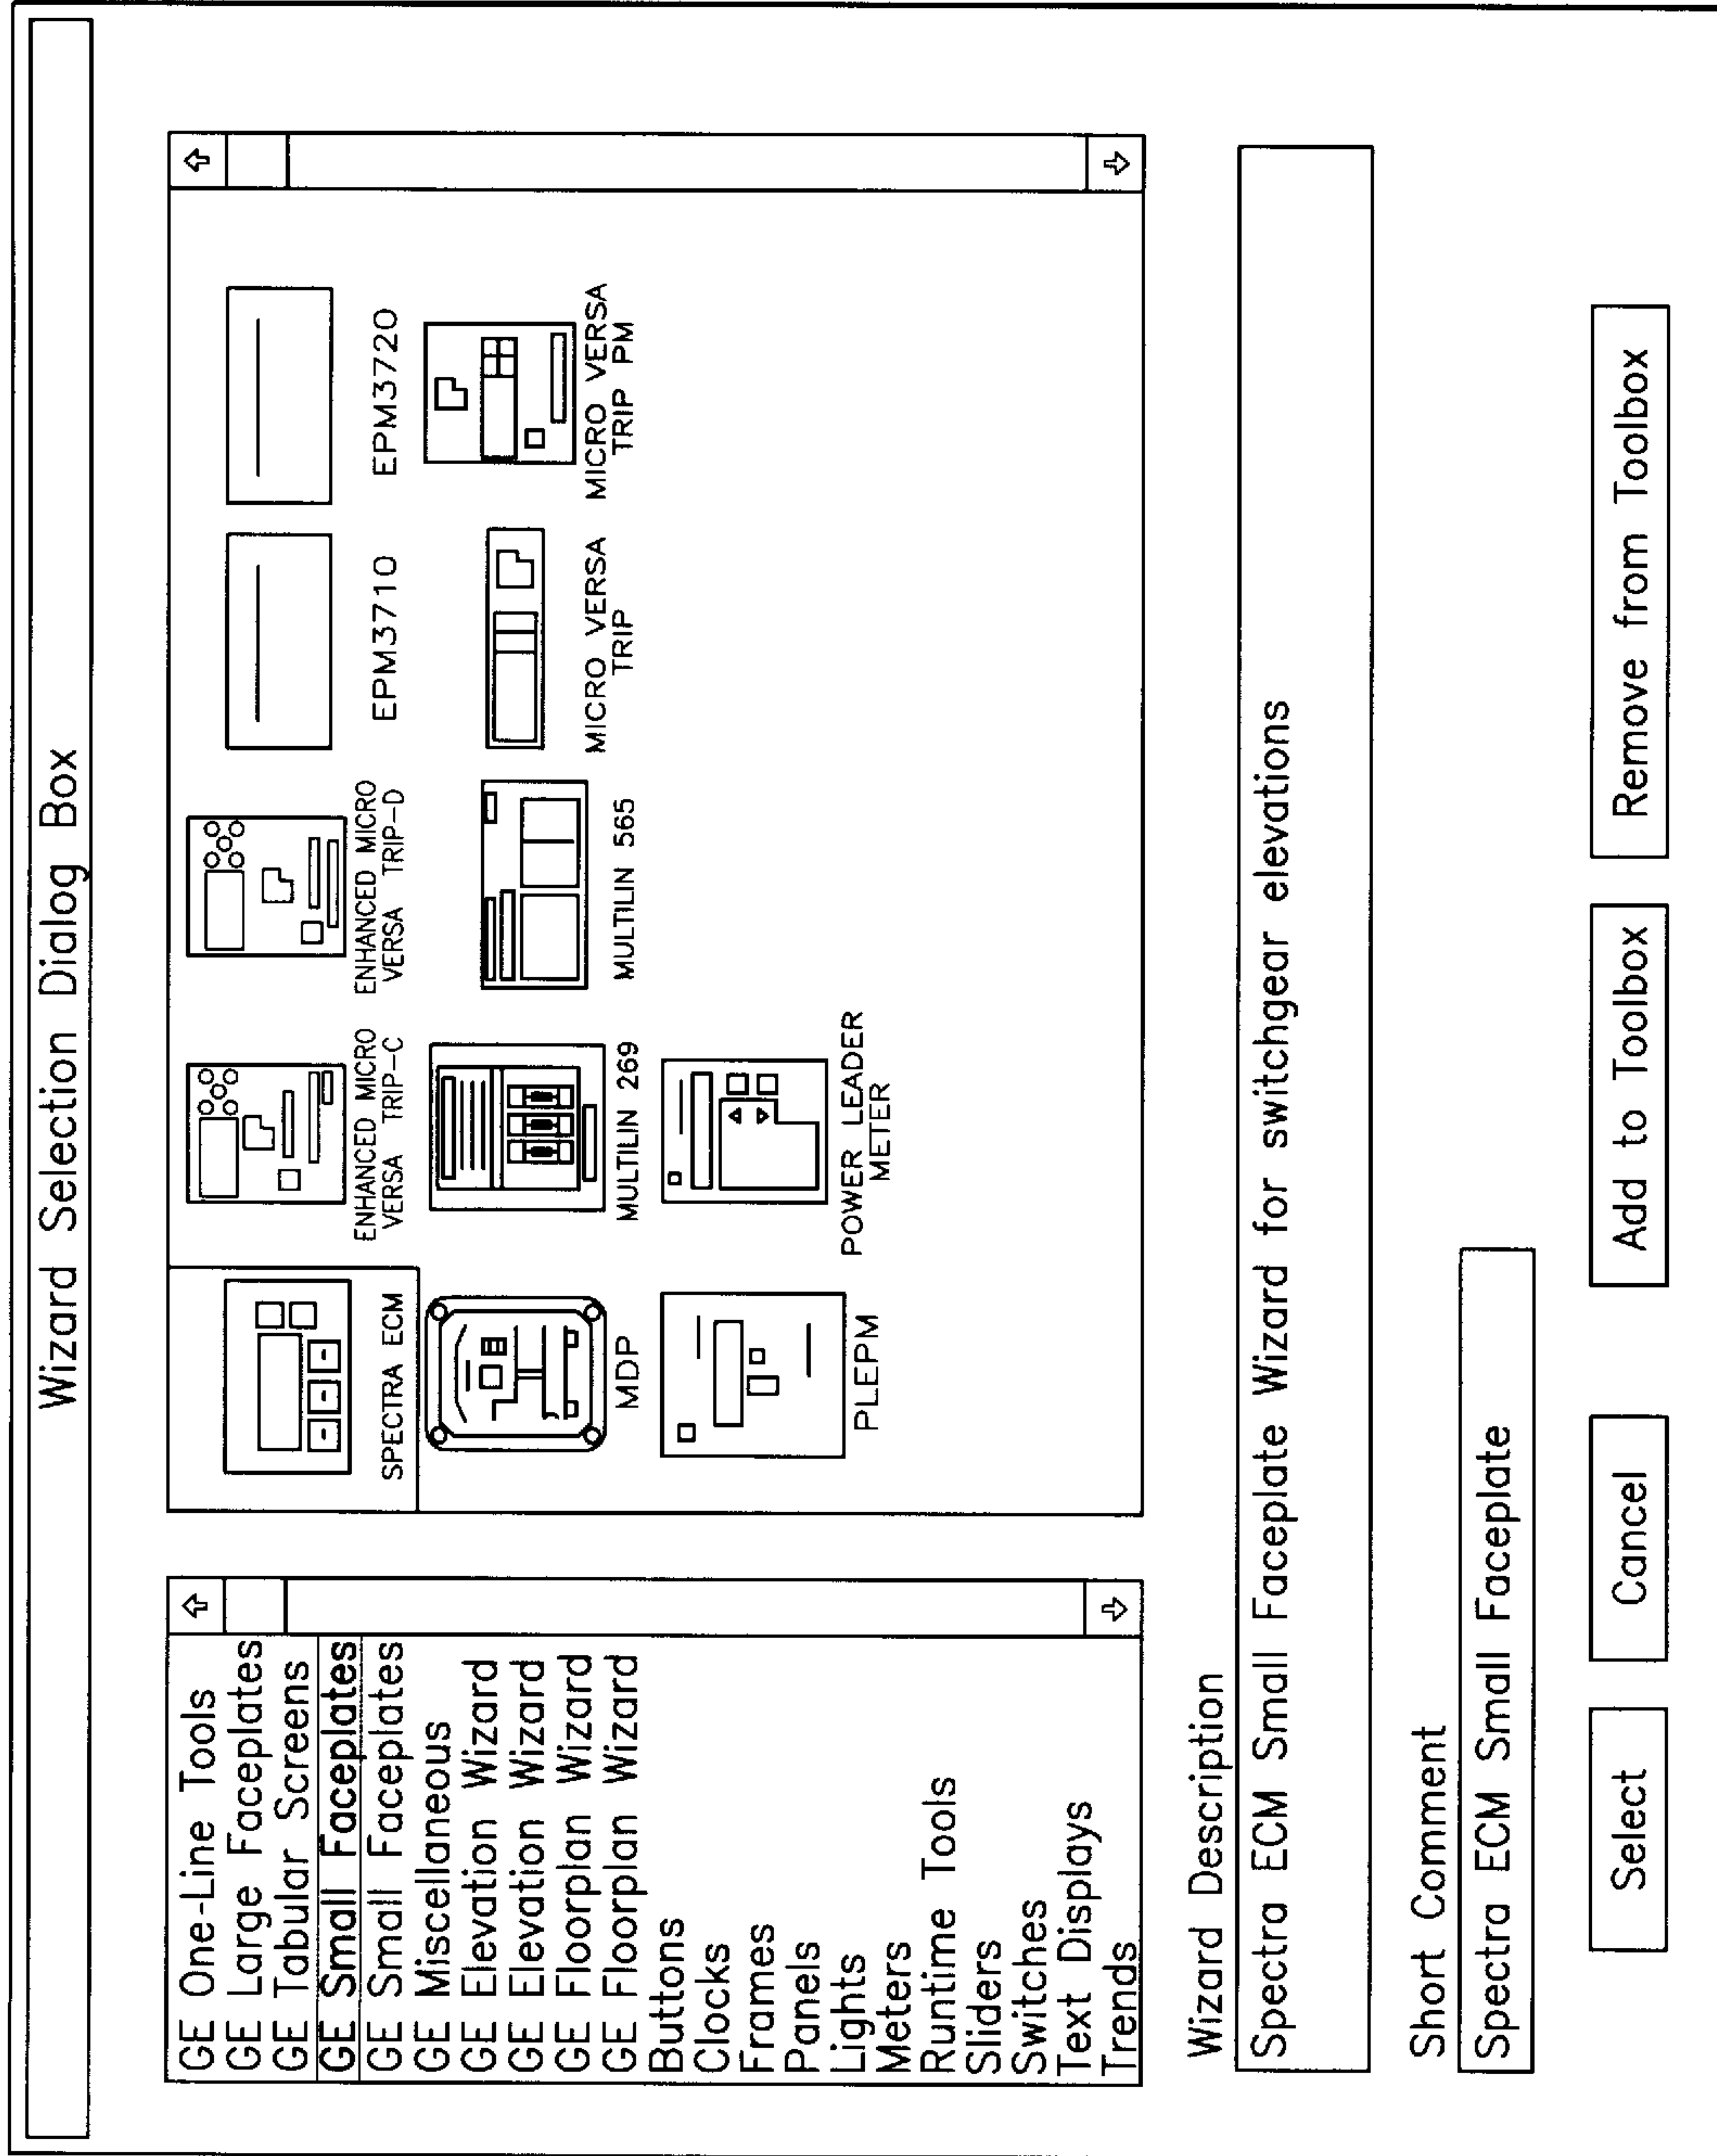 Wizard Selection Dialog Box
GE One-Line Tools
GE Large Faceplates
GE Tabular Screens
GE Small Faceplates
GE Small Faceplates
GE Miscellaneous
GE Elevation Wizard
GE Elevation Wizard
GE Floorplan Wizard
GE Floorplan Wizard
Buttons
Clocks
Frames
Panels
Lights
Meters
Runtime Tools
Sliders
Switches
Text Displays
Trends
SPECTRA ECM
ENHANCED MICRO
VERSA TRIP-C
ENHANCED MICRO
VERSA TRIP-D
EPM3710
EPM3720
MDP
MULTILIN 269
MULTILIN 565
MICRO VERSA
TRIP
MICRO VERSA
TRIP PM
PLEPM
POWER LEADER
METER
Wizard Description
Spectra ECM Small Faceplate Wizard for switchgear elevations
Short Comment
Spectra ECM Small Faceplate
Select
Cancel
Add to Toolbox
Remove from Toolbox